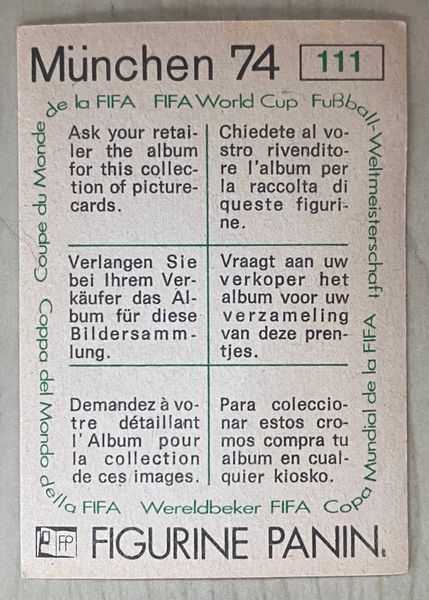 München 74 111
de la FIFA FIFA World Cup Fußball-Weltmeisterschaft
Coupe du Monde
Ask your retai-
ler the album
for this collec-
tion of picture-
cards.
Chiedete al vo-
stro rivendito-
re l'album per
la raccolta di
queste figuri-
ne.
Verlangen Sie
bei Ihrem Ver-
käufer das Al-
bum für diese
Bildersamm-
lung.
Vraagt aan uw
verkoper het
album voor uw
verzameling
van deze pren-
tjes.
Demandez à vo-
tre détaillant
l'Album pour
la collection
de ces images.
Para coleccio-
nar estos cro-
mos compra tu
album en cual-
quier kiosko.
Coppa del Mondo
della FIFA Wereldbeker FIFA Copa Mundial de la FIFA
FP FIGURINE PANINI